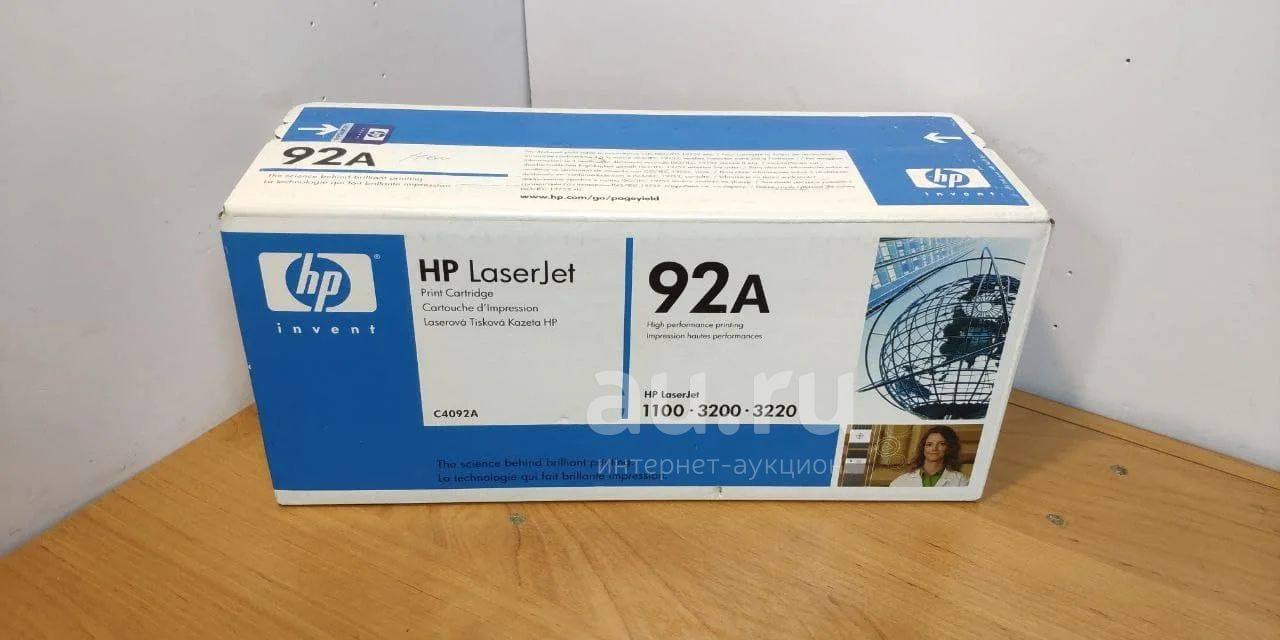 92A
The science behind brilliant printing.
La technologie qui fait brillante impression.
www.hp.com/go/pageyield
hp
invent
hp
®
invent
HP LaserJet
Print Cartridge
Cartouche d'impression
Laserová Tisková Kazeta HP
C4092A
92A
High performance printing
Impression hautes performances
HP LaserJet
1100 • 3200 • 3220
The science behind brilliant printing.
La technologie qui fait brillante impression.
au.ru
интернет-аукцион